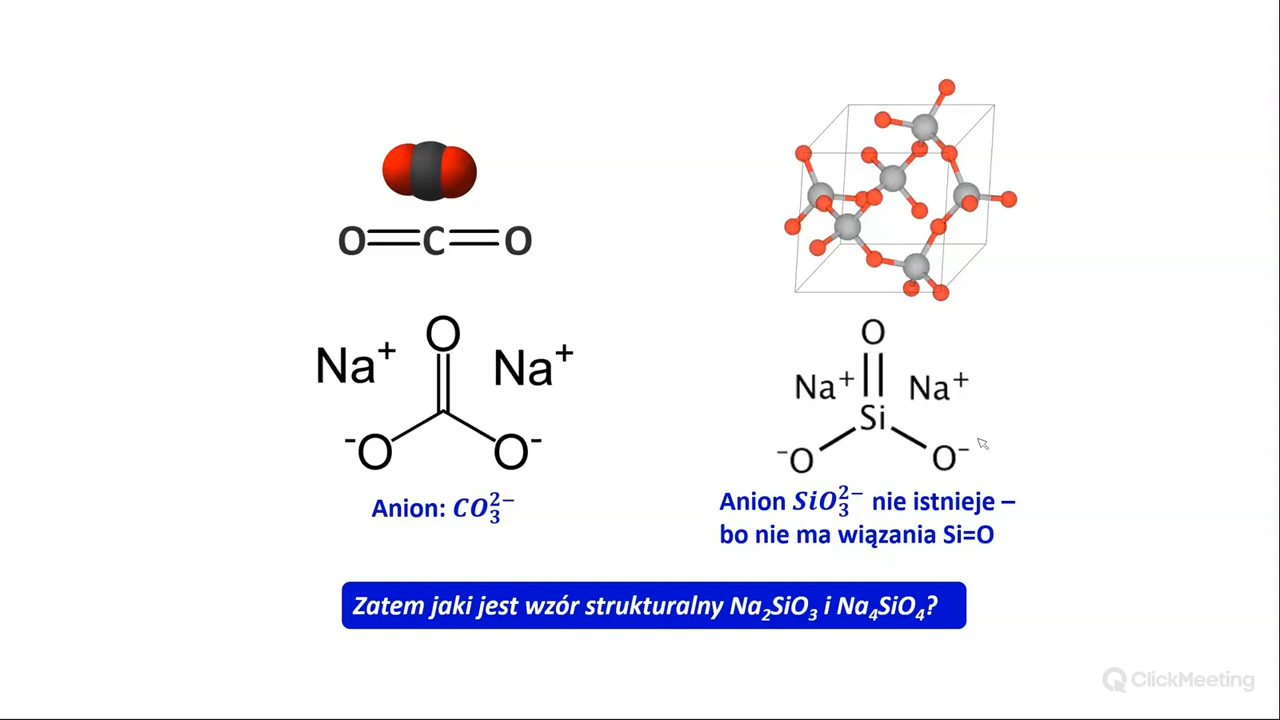 O=C=O
O
Na⁺ Na⁺
⁻O O⁻
Anion: CO₃²⁻
O
Na⁺ Na⁺
Si
⁻O O⁻
Anion SiO₃²⁻ nie istnieje –
bo nie ma wiązania Si=O
Zatem jaki jest wzór strukturalny Na₂SiO₃ i Na₄SiO₄?
ClickMeeting